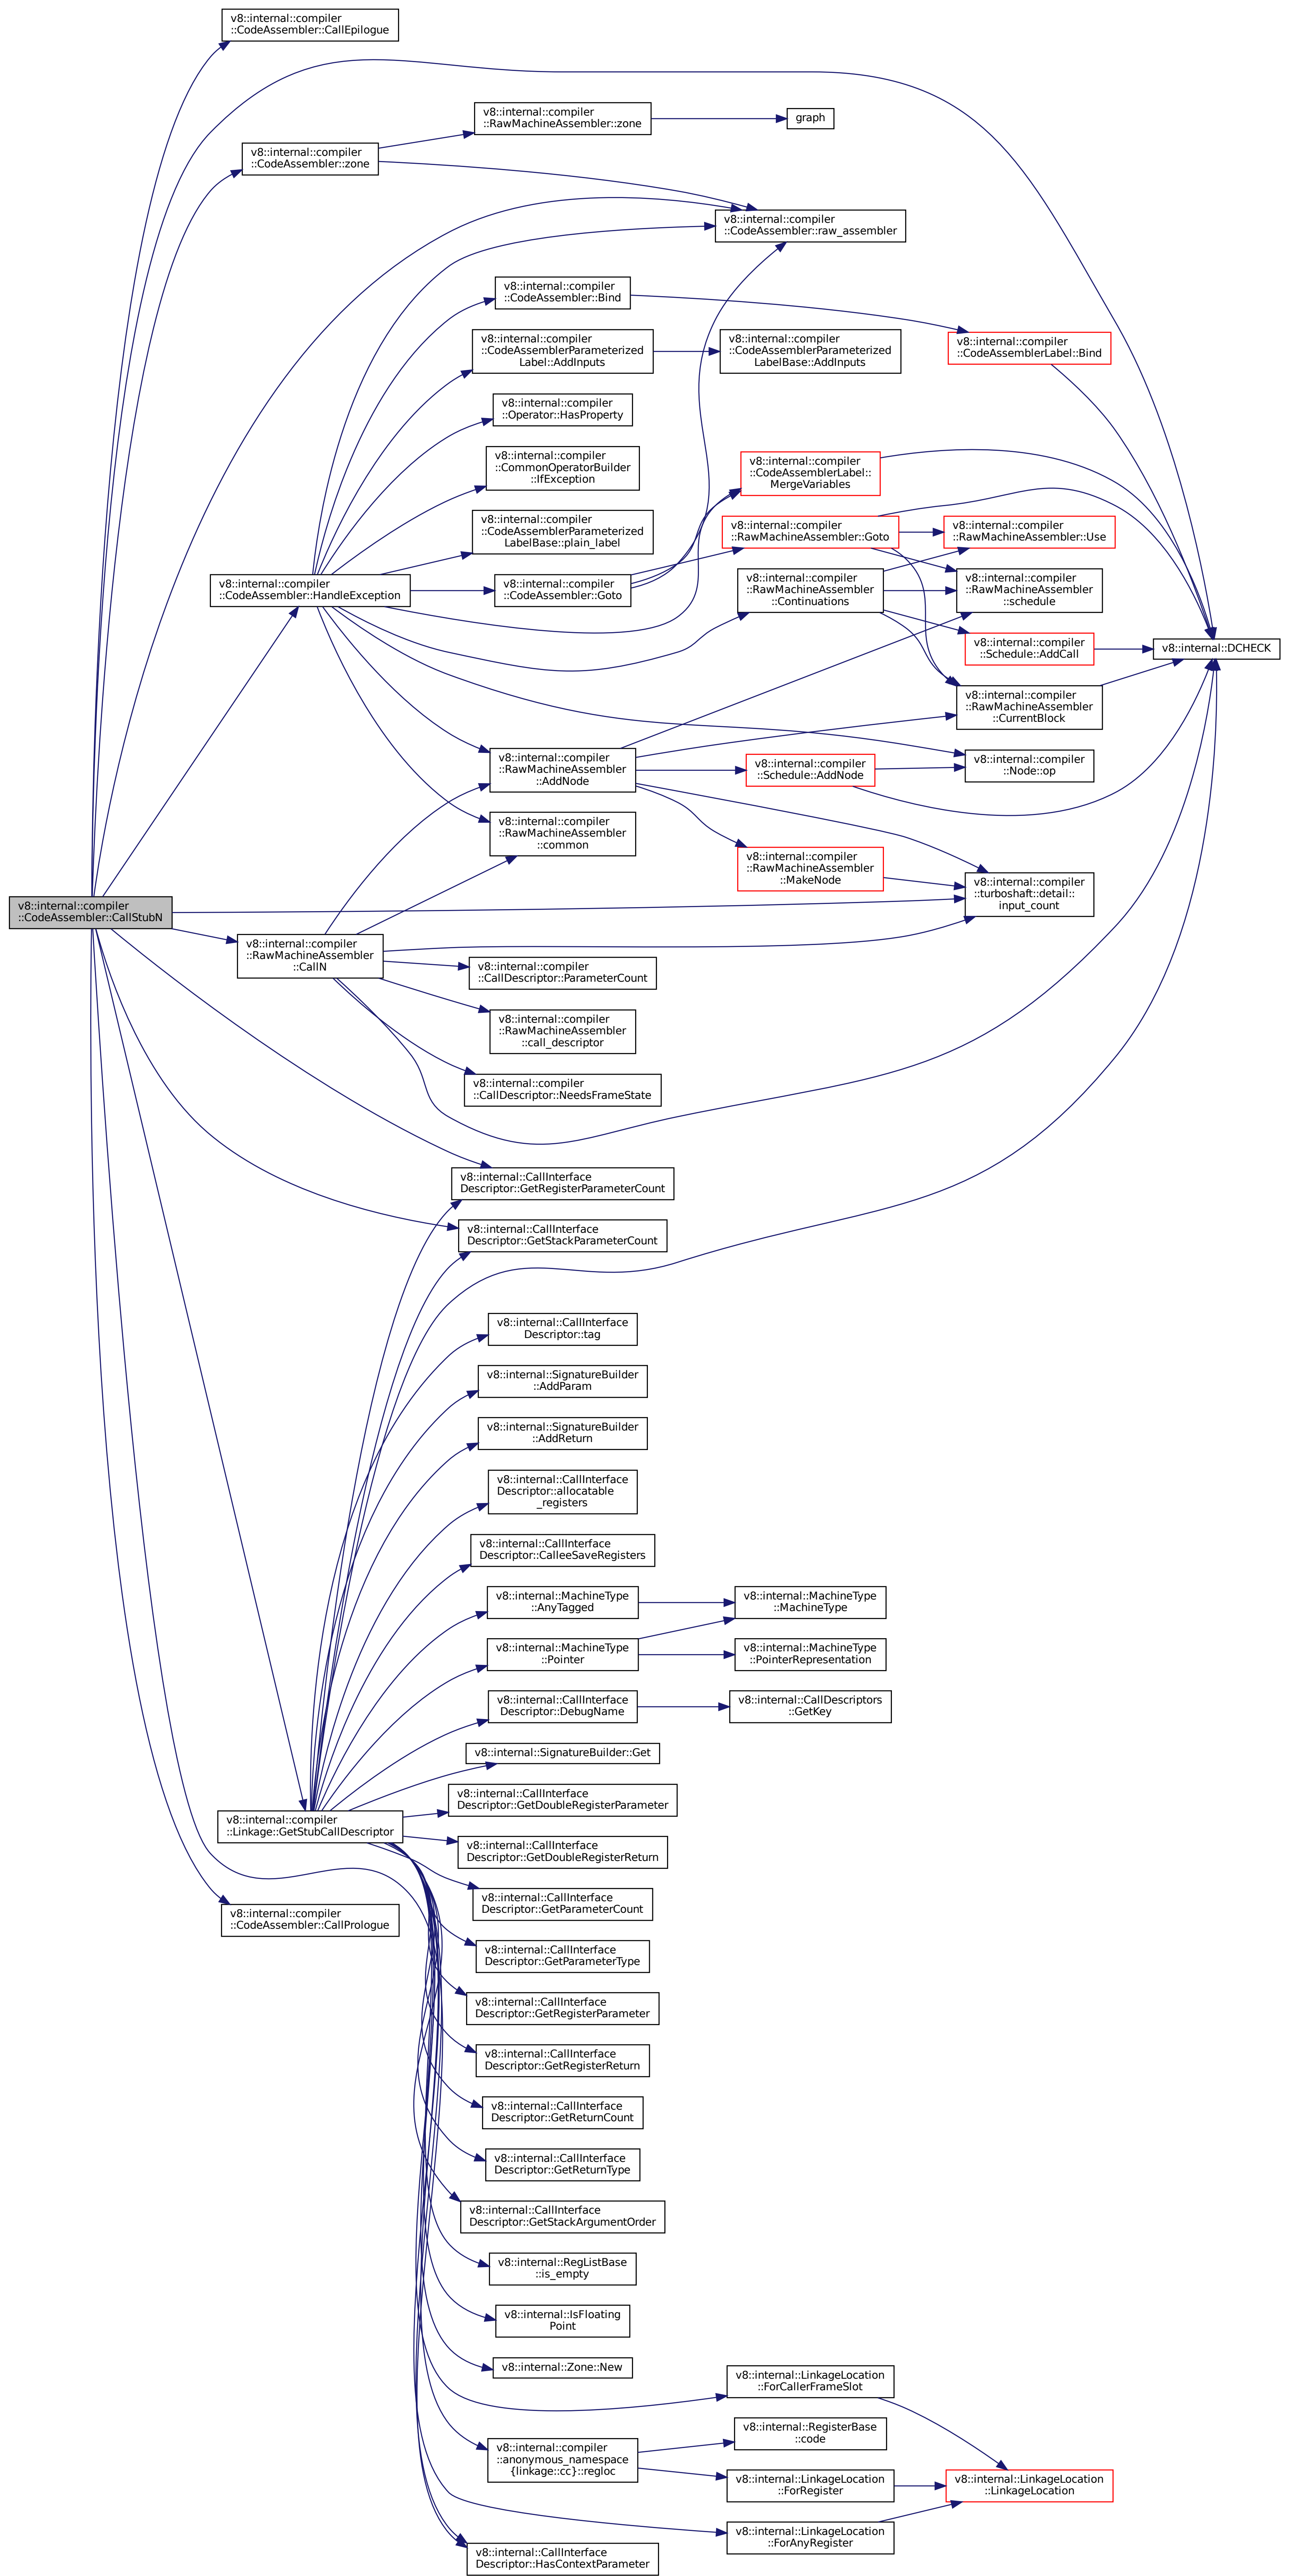 v8::internal::compiler
::CodeAssembler::CallEpilogue
v8::internal::compiler
::RawMachineAssembler::zone
graph
v8::internal::compiler
::CodeAssembler::zone
v8::internal::compiler
::CodeAssembler::raw_assembler
v8::internal::compiler
::CodeAssembler::Bind
v8::internal::compiler
::CodeAssemblerParameterized
Label::AddInputs
v8::internal::compiler
::CodeAssemblerParameterized
LabelBase::AddInputs
v8::internal::compiler
::CodeAssemblerLabel::Bind
v8::internal::compiler
::Operator::HasProperty
v8::internal::compiler
::CommonOperatorBuilder
::IfException
v8::internal::compiler
::CodeAssemblerLabel::
MergeVariables
v8::internal::compiler
::CodeAssemblerParameterized
LabelBase::plain_label
v8::internal::compiler
::RawMachineAssembler::Goto
v8::internal::compiler
::RawMachineAssembler::Use
v8::internal::compiler
::CodeAssembler::HandleException
v8::internal::compiler
::CodeAssembler::Goto
v8::internal::compiler
::RawMachineAssembler
::Continuations
v8::internal::compiler
::RawMachineAssembler
::schedule
v8::internal::compiler
::Schedule::AddCall
v8::internal::DCHECK
v8::internal::compiler
::RawMachineAssembler
::CurrentBlock
v8::internal::compiler
::RawMachineAssembler
::AddNode
v8::internal::compiler
::Schedule::AddNode
v8::internal::compiler
::Node::op
v8::internal::compiler
::RawMachineAssembler
::common
v8::internal::compiler
::RawMachineAssembler
::MakeNode
v8::internal::compiler
::turboshaft::detail::
input_count
v8::internal::compiler
::CodeAssembler::CallStubN
v8::internal::compiler
::RawMachineAssembler
::CallN
v8::internal::compiler
::CallDescriptor::ParameterCount
v8::internal::compiler
::RawMachineAssembler
::call_descriptor
v8::internal::compiler
::CallDescriptor::NeedsFrameState
v8::internal::CallInterface
Descriptor::GetRegisterParameterCount
v8::internal::CallInterface
Descriptor::GetStackParameterCount
v8::internal::CallInterface
Descriptor::tag
v8::internal::SignatureBuilder
::AddParam
v8::internal::SignatureBuilder
::AddReturn
v8::internal::CallInterface
Descriptor::allocatable
_registers
v8::internal::CallInterface
Descriptor::CalleeSaveRegisters
v8::internal::MachineType
::AnyTagged
v8::internal::MachineType
::MachineType
v8::internal::MachineType
::Pointer
v8::internal::MachineType
::PointerRepresentation
v8::internal::CallInterface
Descriptor::DebugName
v8::internal::CallDescriptors
::GetKey
v8::internal::SignatureBuilder::Get
v8::internal::CallInterface
Descriptor::GetDoubleRegisterParameter
v8::internal::compiler
::Linkage::GetStubCallDescriptor
v8::internal::CallInterface
Descriptor::GetDoubleRegisterReturn
v8::internal::CallInterface
Descriptor::GetParameterCount
v8::internal::compiler
::CodeAssembler::CallPrologue
v8::internal::CallInterface
Descriptor::GetParameterType
v8::internal::CallInterface
Descriptor::GetRegisterParameter
v8::internal::CallInterface
Descriptor::GetRegisterReturn
v8::internal::CallInterface
Descriptor::GetReturnCount
v8::internal::CallInterface
Descriptor::GetReturnType
v8::internal::CallInterface
Descriptor::GetStackArgumentOrder
v8::internal::RegListBase
::is_empty
v8::internal::IsFloating
Point
v8::internal::Zone::New
v8::internal::LinkageLocation
::ForCallerFrameSlot
v8::internal::compiler
::anonymous_namespace
{linkage::cc}::regloc
v8::internal::RegisterBase
::code
v8::internal::LinkageLocation
::ForRegister
v8::internal::LinkageLocation
::LinkageLocation
v8::internal::LinkageLocation
::ForAnyRegister
v8::internal::CallInterface
Descriptor::HasContextParameter